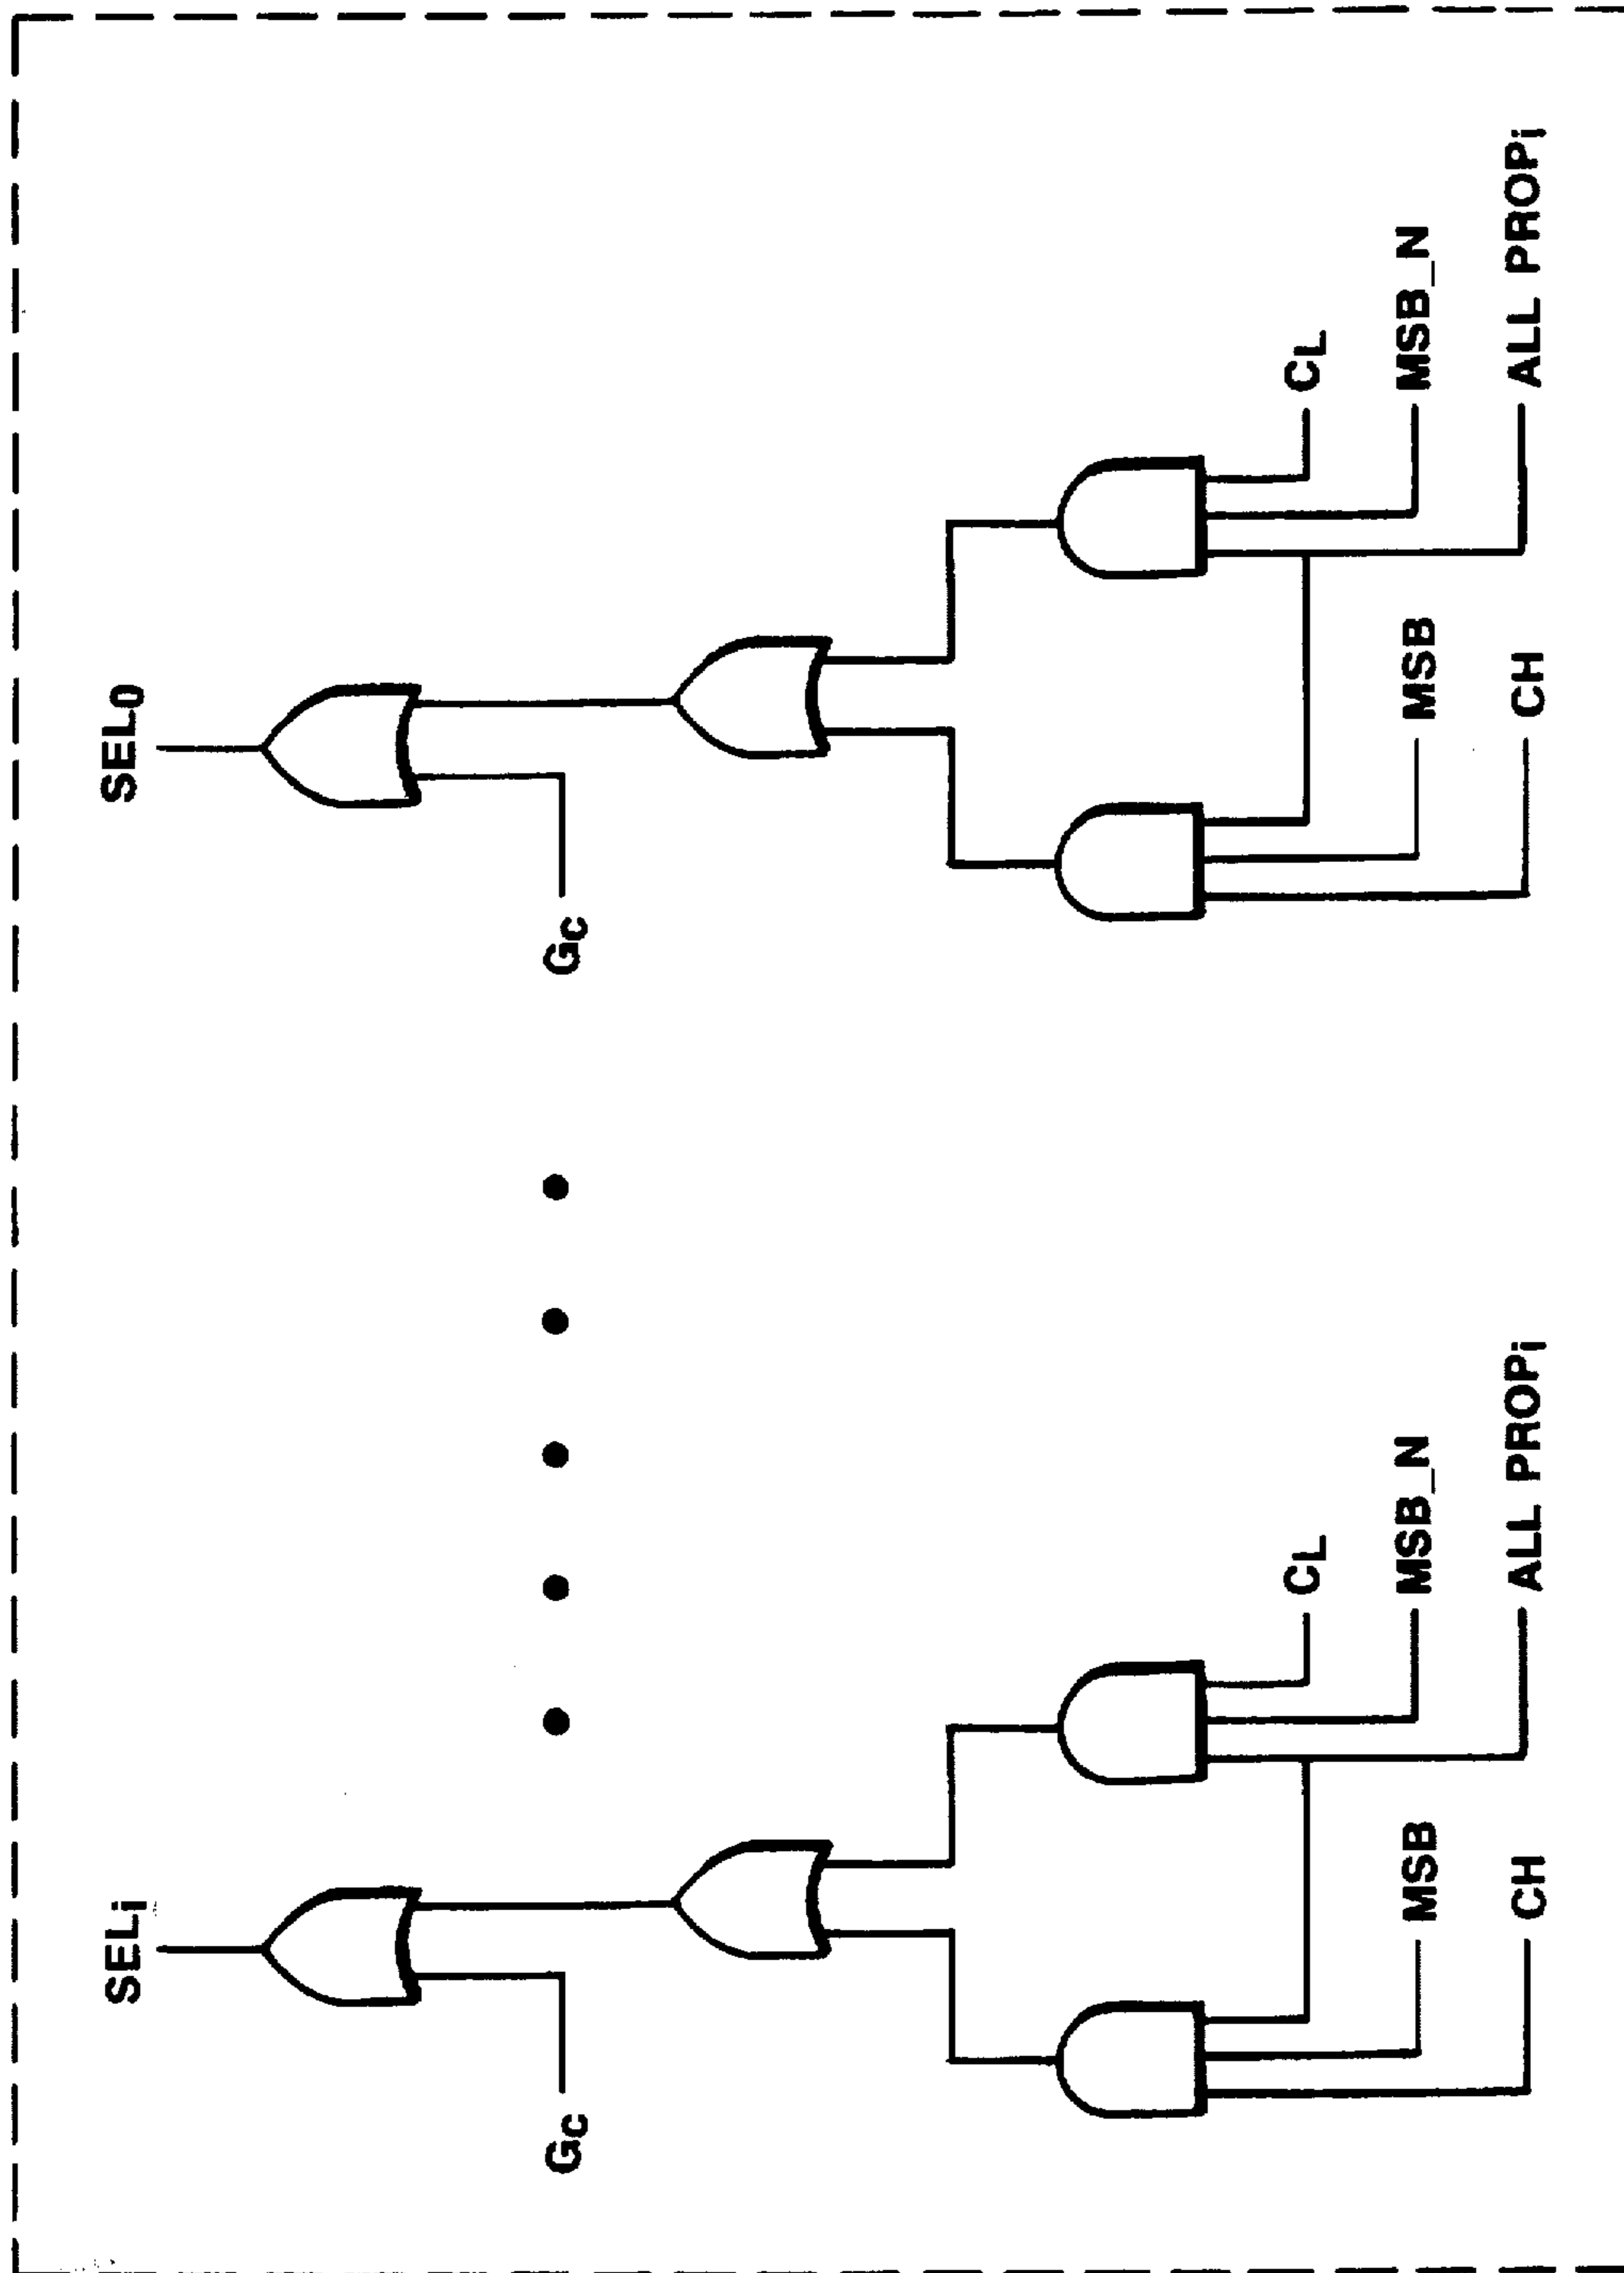 SELi
SEL0
Gc
Gc
CL
MSB_N
ALL PROPi
MSB
CH
CL
MSB_N
ALL PROPi
MSB
CH